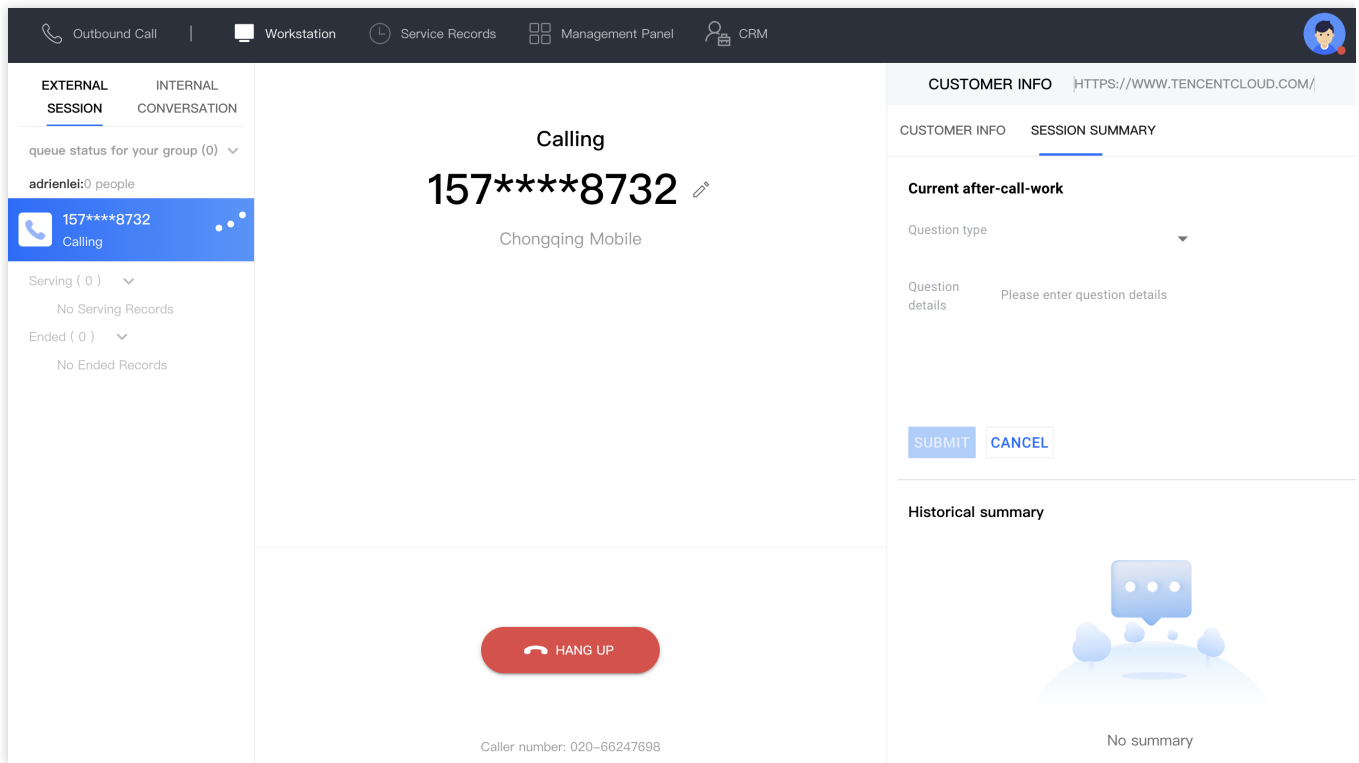 Outbound Call | Workstation Service Records Management Panel CRM
EXTERNAL
SESSION
INTERNAL
CONVERSATION
queue status for your group (0)
adrienlei:0 people
157****8732
Calling
Serving ( 0 )
No Serving Records
Ended ( 0 )
No Ended Records
Calling
157****8732
Chongqing Mobile
HANG UP
Caller number: 020-66247698
CUSTOMER INFO HTTPS://WWW.TENCENTCLOUD.COM/
CUSTOMER INFO SESSION SUMMARY
Current after-call-work
Question type
Question
details
Please enter question details
SUBMIT CANCEL
Historical summary
No summary